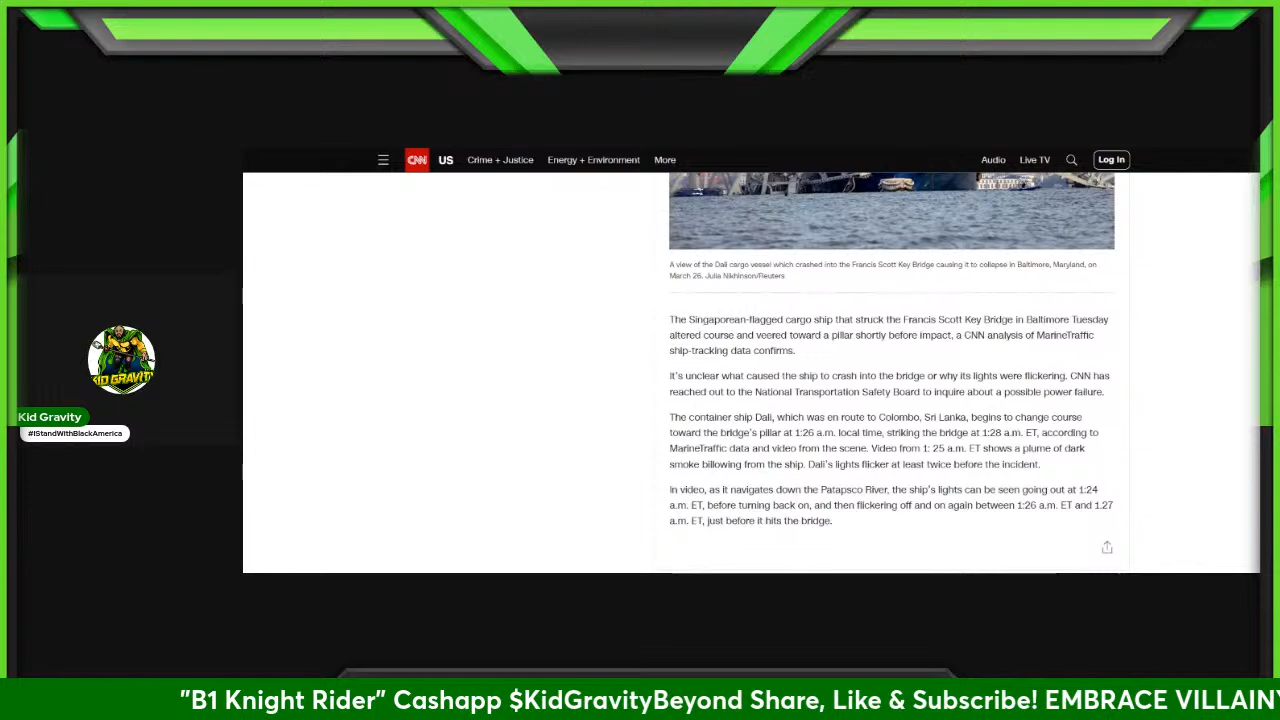 CNN US Crime + Justice Energy + Environment More Audio Live TV Log In
A view of the Dali cargo vessel which crashed into the Francis Scott Key Bridge causing it to collapse in Baltimore, Maryland, on
March 26. Julia Nikhinson/Reuters
The Singaporean-flagged cargo ship that struck the Francis Scott Key Bridge in Baltimore Tuesday
altered course and veered toward a pillar shortly before impact, a CNN analysis of MarineTraffic
ship-tracking data confirms.
It's unclear what caused the ship to crash into the bridge or why its lights were flickering. CNN has
reached out to the National Transportation Safety Board to inquire about a possible power failure.
The container ship Dali, which was en route to Colombo, Sri Lanka, begins to change course
toward the bridge's pillar at 1:26 a.m. local time, striking the bridge at 1:28 a.m. ET, according to
MarineTraffic data and video from the scene. Video from 1: 25 a.m. ET shows a plume of dark
smoke billowing from the ship. Dali's lights flicker at least twice before the incident.
In video, as it navigates down the Patapsco River, the ship's lights can be seen going out at 1:24
a.m. ET, before turning back on, and then flickering off and on again between 1:26 a.m. ET and 1.27
a.m. ET, just before it hits the bridge.
KID GRAVITY
Kid Gravity
#IStandWithBlackAmerica
"B1 Knight Rider" Cashapp $KidGravityBeyond Share, Like & Subscribe! EMBRACE VILLAINY